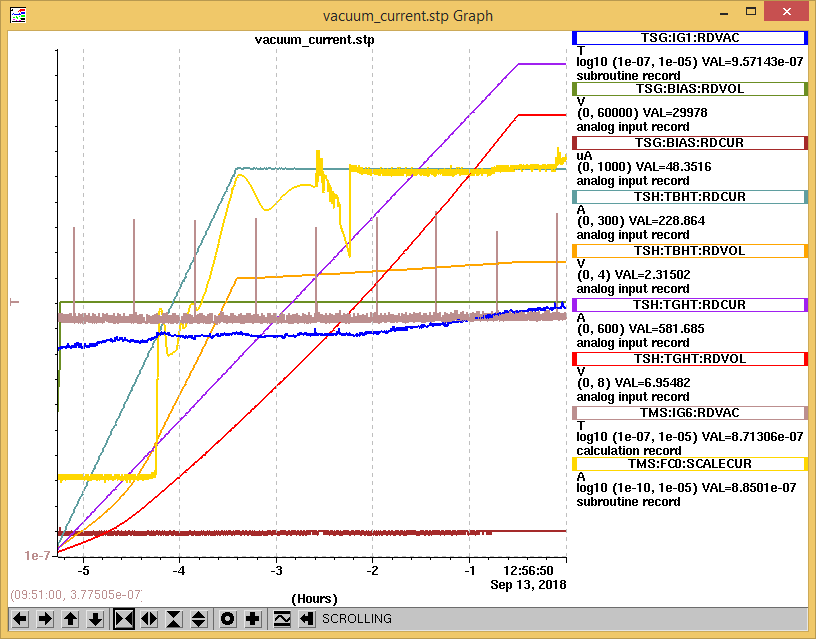 vacuum_current.stp Graph
vacuum_current.stp
TSG:IG1:RDVAC
T
log10 (1e-07, 1e-05) VAL=9.57143e-07
subroutine record
TSG:BIAS:RDVOL
V
(0, 60000) VAL=29978
analog input record
TSG:BIAS:RDCUR
uA
(0, 1000) VAL=48.3516
analog input record
TSH:TBHT:RDCUR
A
(0, 300) VAL=228.864
analog input record
TSH:TBHT:RDVOL
V
(0, 4) VAL=2.31502
analog input record
TSH:TGHT:RDCUR
A
(0, 600) VAL=581.685
analog input record
TSH:TGHT:RDVOL
V
(0, 8) VAL=6.95482
analog input record
TMS:IG6:RDVAC
T
log10 (1e-07, 1e-05) VAL=8.71306e-07
calculation record
TMS:FC0:SCALECUR
A
log10 (1e-10, 1e-05) VAL=8.8501e-07
subroutine record
T
1e-7
-5 -4 -3 -2 -1 12:56:50
Sep 13, 2018
(Hours)
(09:51:00, 3.77505e-07)
SCROLLING